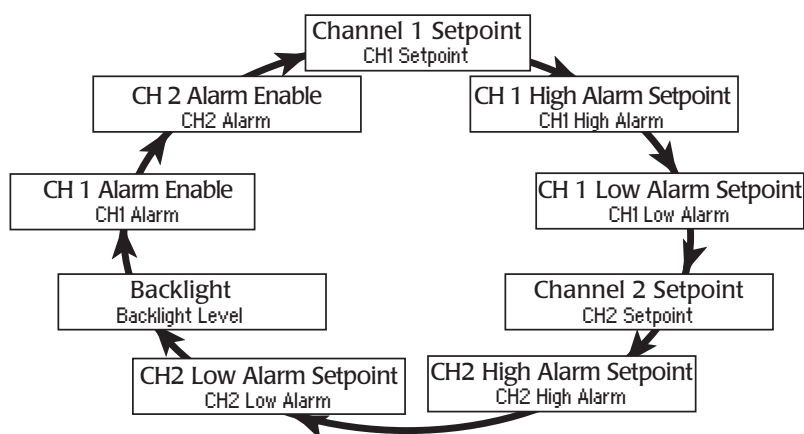 Channel 1 Setpoint
CH1 Setpoint
CH 1 High Alarm Setpoint
CH1 High Alarm
CH 1 Low Alarm Setpoint
CH1 Low Alarm
Channel 2 Setpoint
CH2 Setpoint
CH2 High Alarm Setpoint
CH2 High Alarm
CH2 Low Alarm Setpoint
CH2 Low Alarm
Backlight
Backlight Level
CH 1 Alarm Enable
CH1 Alarm
CH 2 Alarm Enable
CH2 Alarm